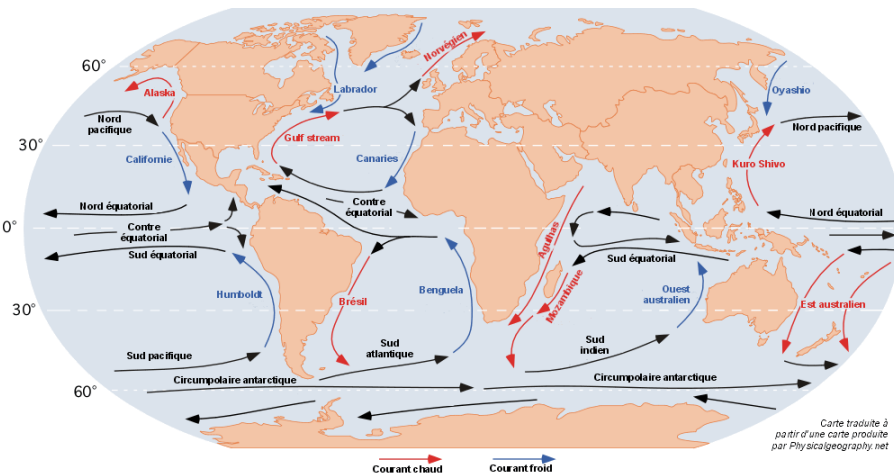 Norvégien
60°
Alaska
Labrador
Oyashio
Nord
pacifique
Gulf stream
Nord pacifique
30°
Californie
Canaries
Kuro Shivo
Nord équatorial
Contre
équatorial
Nord équatorial
0°
Contre
équatorial
Sud équatorial
Agulhas
Sud équatorial
Humboldt
Brésil
Benguela
Mozambique
Ouest
australien
Est australien
30°
Sud pacifique
Sud
atlantique
Sud
indien
Circumpolaire antarctique
Circumpolaire antarctique
60°
Carte traduite à
partir d'une carte produite
par Physicalgeography.net
Courant chaud
Courant froid